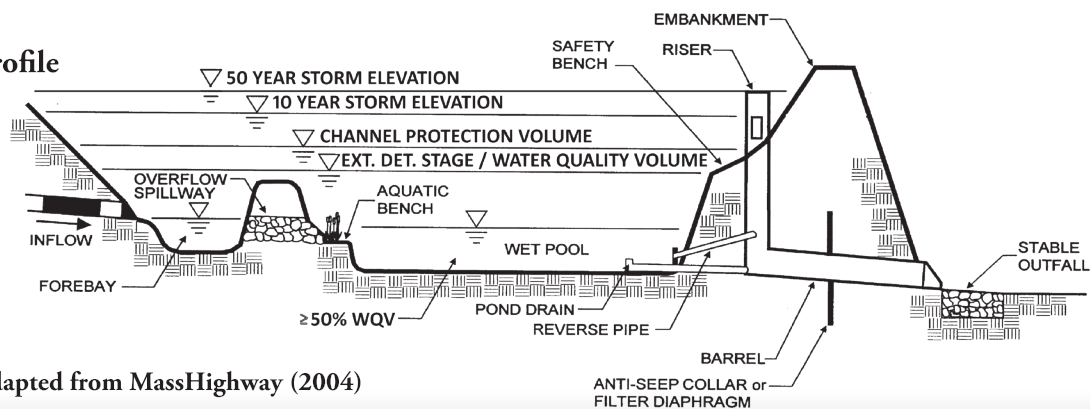 EMBANKMENT
SAFETY
BENCH
RISER
rofile
50 YEAR STORM ELEVATION
10 YEAR STORM ELEVATION
CHANNEL PROTECTION VOLUME
EXT. DET. STAGE / WATER QUALITY VOLUME
OVERFLOW
SPILLWAY
AQUATIC
BENCH
INFLOW
WET POOL
STABLE
OUTFALL
FOREBAY
≥50% WQV
POND DRAIN
REVERSE PIPE
BARREL
dapted from MassHighway (2004)
ANTI-SEEP COLLAR or
FILTER DIAPHRAGM